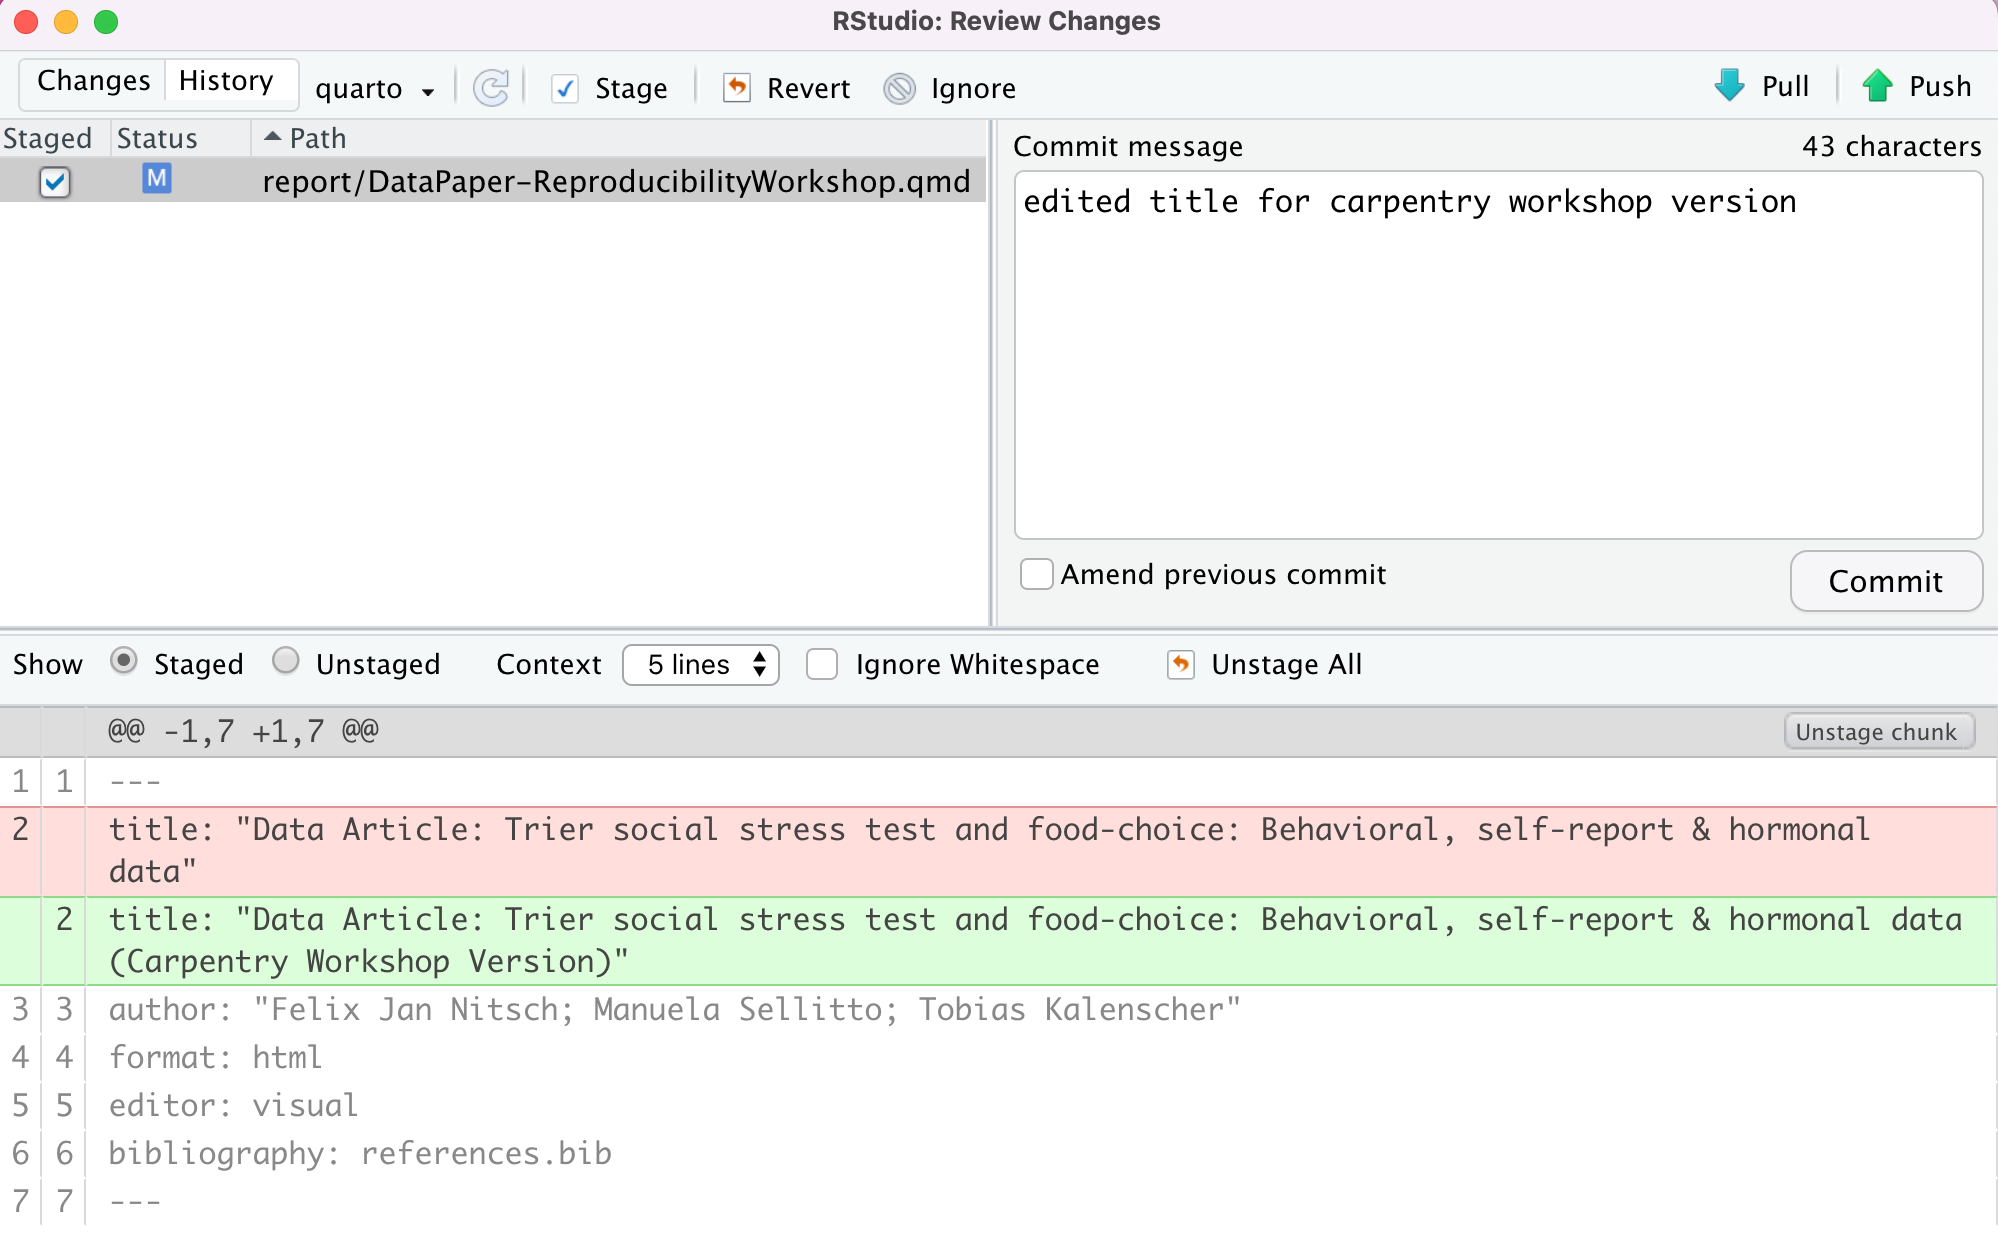 RStudio: Review Changes
Changes History quarto Stage Revert Ignore Pull Push
Staged Status Path
M report/DataPaper-ReproducibilityWorkshop.qmd
Commit message 43 characters
edited title for carpentry workshop version
Amend previous commit Commit
Show Staged Unstaged Context 5 lines Ignore Whitespace Unstage All
@@ -1,7 +1,7 @@ Unstage chunk
1 1 ---
2 title: "Data Article: Trier social stress test and food-choice: Behavioral, self-report & hormonal
data"
2 title: "Data Article: Trier social stress test and food-choice: Behavioral, self-report & hormonal data
(Carpentry Workshop Version)"
3 3 author: "Felix Jan Nitsch; Manuela Sellitto; Tobias Kalenscher"
4 4 format: html
5 5 editor: visual
6 6 bibliography: references.bib
7 7 ---